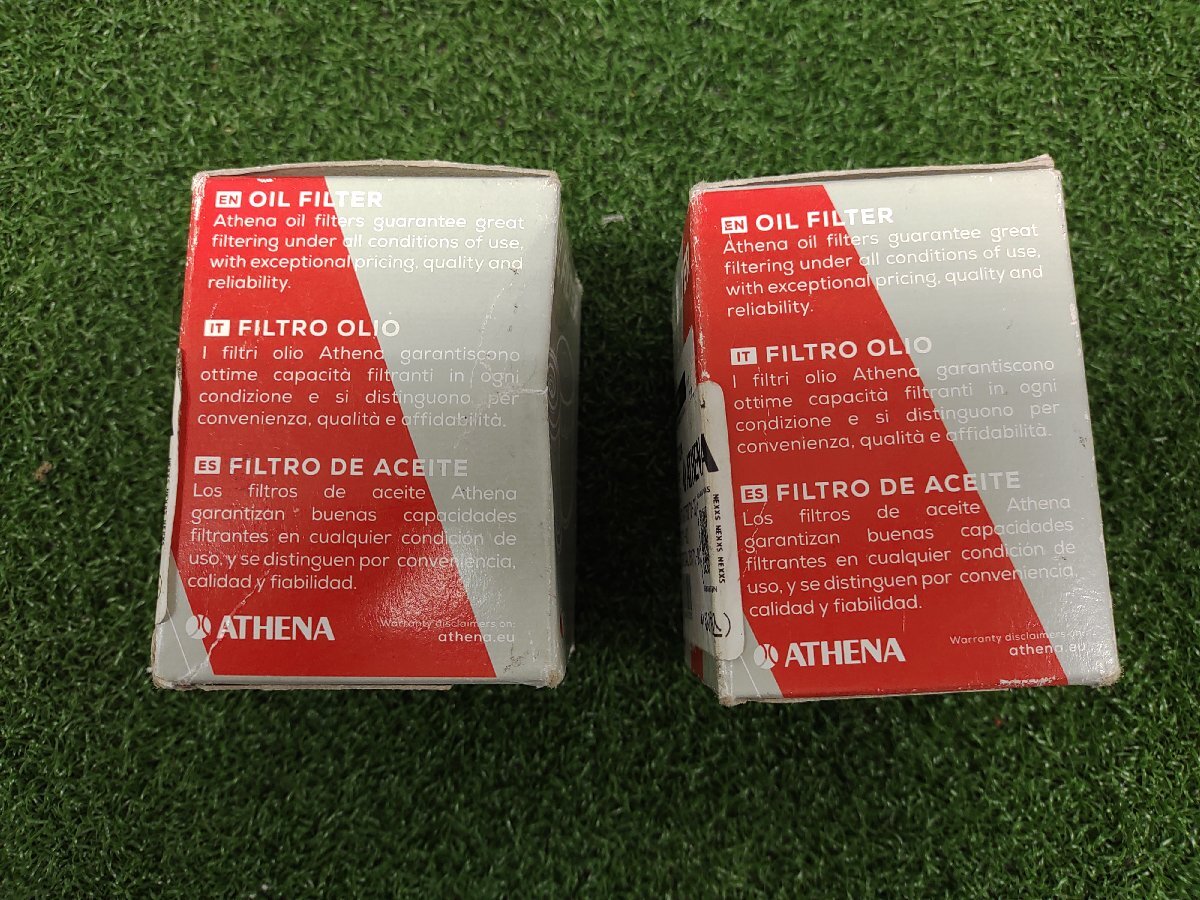 EN OIL FILTER
Athena oil filters guarantee great
filtering under all conditions of use,
with exceptional pricing, quality and
reliability.
IT FILTRO OLIO
I filtri olio Athena garantiscono
ottime capacità filtranti in ogni
condizione e si distinguono per
convenienza, qualità e affidabilità.
ES FILTRO DE ACEITE
Los filtros de aceite Athena
garantizan buenas capacidades
filtrantes en cualquier condición de
uso, y se distinguen por conveniencia,
calidad y fiabilidad.
ATHENA
Warranty disclaimers on:
athena.eu
EN OIL FILTER
Athena oil filters guarantee great
filtering under all conditions of use,
with exceptional pricing, quality and
reliability.
IT FILTRO OLIO
I filtri olio Athena garantiscono
ottime capacità filtranti in ogni
condizione e si distinguono per
convenienza, qualità e affidabilità.
ES FILTRO DE ACEITE
Los filtros de aceite Athena
garantizan buenas capacidades
filtrantes en cualquier condición de
uso, y se distinguen por conveniencia,
calidad y fiabilidad.
ATHENA
Warranty disclaimers on:
athena.eu
ATHENA
NEXXS NEXXS NEXXS